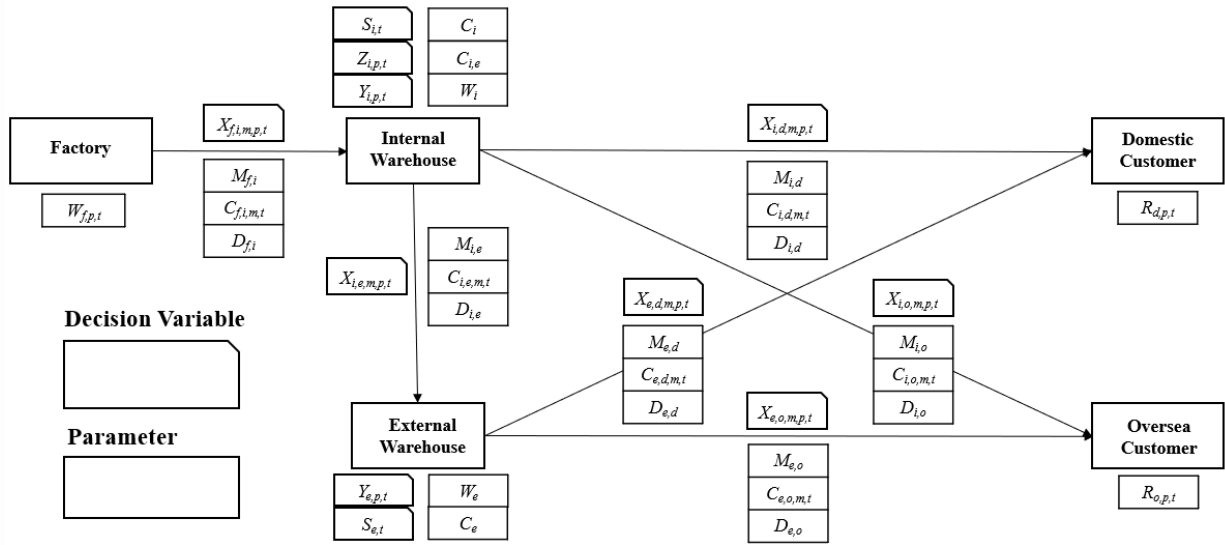 S_{i,t}
C_i
Z_{i,p,t}
C_{i,e}
Y_{i,p,t}
W_i
X_{f,i,m,p,t}
X_{i,d,m,p,t}
Factory
Internal
Warehouse
Domestic
Customer
W_{f,p,t}
M_{f,i}
C_{f,i,m,t}
D_{f,i}
M_{i,d}
C_{i,d,m,t}
D_{i,d}
R_{d,p,t}
X_{i,e,m,p,t}
M_{i,e}
C_{i,e,m,t}
D_{i,e}
X_{e,d,m,p,t}
M_{e,d}
C_{e,d,m,t}
D_{e,d}
X_{i,o,m,p,t}
M_{i,o}
C_{i,o,m,t}
D_{i,o}
Decision Variable
Parameter
External
Warehouse
X_{e,o,m,p,t}
M_{e,o}
C_{e,o,m,t}
D_{e,o}
Oversea
Customer
Y_{e,p,t}
W_e
S_{e,t}
C_e
R_{o,p,t}